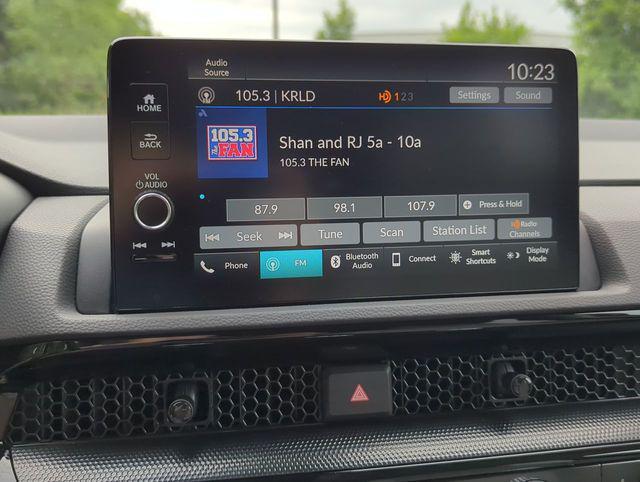 Audio
Source
10:23
HOME
105.3 | KRLD
HD 1 2 3
Settings
Sound
BACK
105.3
The FAN
Shan and RJ 5a - 10a
105.3 THE FAN
VOL
AUDIO
87.9
98.1
107.9
Press & Hold
Seek
Tune
Scan
Station List
HD Radio
Channels
Phone
FM
Bluetooth
Audio
Connect
Smart
Shortcuts
Display
Mode